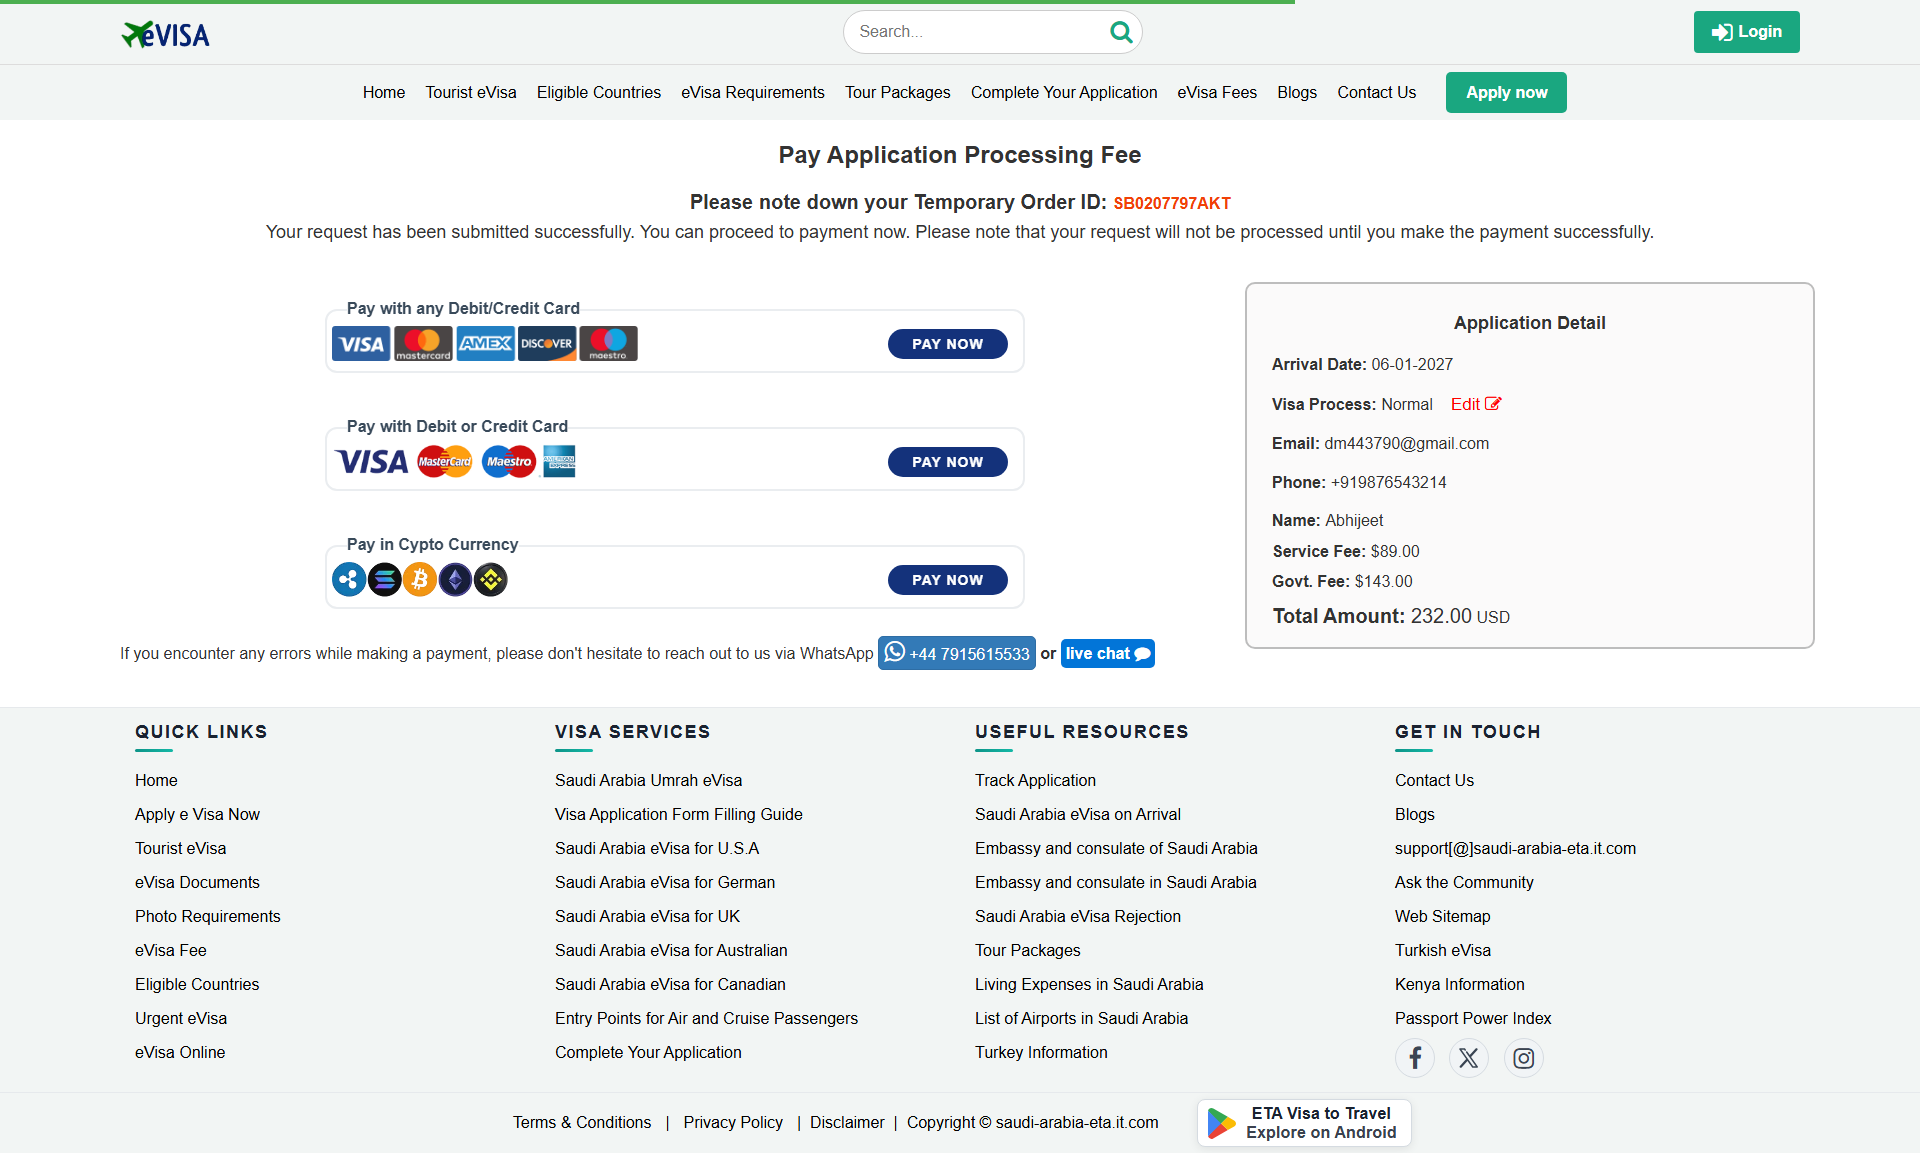 eVISA
Search...
Login
Home Tourist eVisa Eligible Countries eVisa Requirements Tour Packages Complete Your Application eVisa Fees Blogs Contact Us Apply now
Pay Application Processing Fee
Please note down your Temporary Order ID: SB0207797AKT
Your request has been submitted successfully. You can proceed to payment now. Please note that your request will not be processed until you make the payment successfully.
Pay with any Debit/Credit Card
VISA mastercard AMEX DISCOVER maestro PAY NOW
Pay with Debit or Credit Card
VISA MasterCard Maestro AMERICAN EXPRESS PAY NOW
Pay in Cypto Currency
PAY NOW
If you encounter any errors while making a payment, please don't hesitate to reach out to us via WhatsApp +44 7915615533 or live chat
Application Detail
Arrival Date: 06-01-2027
Visa Process: Normal Edit
Email: dm443790@gmail.com
Phone: +919876543214
Name: Abhijeet
Service Fee: $89.00
Govt. Fee: $143.00
Total Amount: 232.00 USD
QUICK LINKS
Home
Apply e Visa Now
Tourist eVisa
eVisa Documents
Photo Requirements
eVisa Fee
Eligible Countries
Urgent eVisa
eVisa Online
VISA SERVICES
Saudi Arabia Umrah eVisa
Visa Application Form Filling Guide
Saudi Arabia eVisa for U.S.A
Saudi Arabia eVisa for German
Saudi Arabia eVisa for UK
Saudi Arabia eVisa for Australian
Saudi Arabia eVisa for Canadian
Entry Points for Air and Cruise Passengers
Complete Your Application
USEFUL RESOURCES
Track Application
Saudi Arabia eVisa on Arrival
Embassy and consulate of Saudi Arabia
Embassy and consulate in Saudi Arabia
Saudi Arabia eVisa Rejection
Tour Packages
Living Expenses in Saudi Arabia
List of Airports in Saudi Arabia
Turkey Information
GET IN TOUCH
Contact Us
Blogs
support[@]saudi-arabia-eta.it.com
Ask the Community
Web Sitemap
Turkish eVisa
Kenya Information
Passport Power Index
Terms & Conditions | Privacy Policy | Disclaimer | Copyright © saudi-arabia-eta.it.com
ETA Visa to Travel
Explore on Android